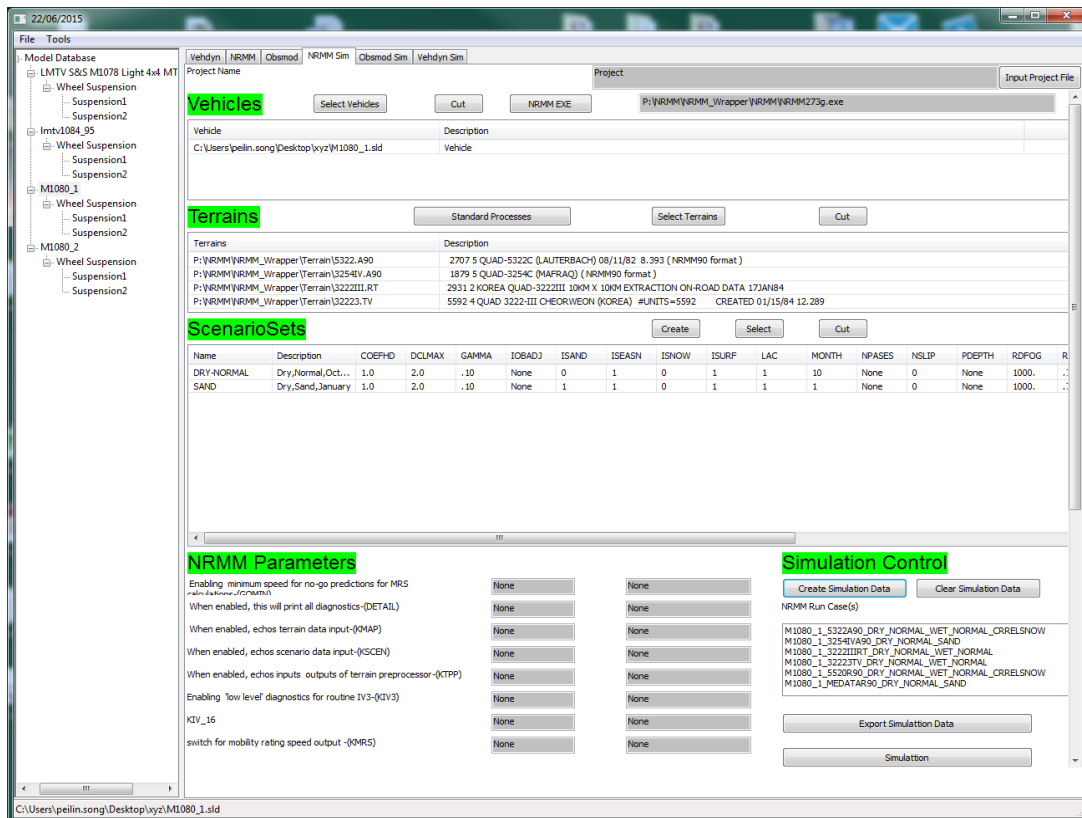 22/06/2015
File Tools
Model Database
LMTV S&S M1078 Light 4x4 MT
Wheel Suspension
Suspension1
Suspension2
lmtv1084_95
Wheel Suspension
Suspension1
Suspension2
M1080_1
Wheel Suspension
Suspension1
Suspension2
M1080_2
Wheel Suspension
Suspension1
Suspension2
Vehdyn NRMM Obsmod NRMM Sim Obsmod Sim Vehdyn Sim
Project Name Project Input Project File
Vehicles Select Vehicles Cut NRMM EXE P:\NRMM\NRMM_Wrapper\NRMM\NRMM273g.exe
Vehicle Description
C:\Users\peilin.song\Desktop\xyz\M1080_1.sld Vehicle
Terrains Standard Processes Select Terrains Cut
Terrains Description
P:\NRMM\NRMM_Wrapper\Terrain\5322.A90 2707 5 QUAD-5322C (LAUTERBACH) 08/11/82 8.393 ( NRMM90 format )
P:\NRMM\NRMM_Wrapper\Terrain\3254IV.A90 1879 5 QUAD-3254C (MAFRAQ) ( NRMM90 format )
P:\NRMM\NRMM_Wrapper\Terrain\3222III.RT 2931 2 KOREA QUAD-3222III 10KM X 10KM EXTRACTION ON-ROAD DATA 17JAN84
P:\NRMM\NRMM_Wrapper\Terrain\32223.TV 5592 4 QUAD 3222-III CHEORWEON (KOREA) #UNITS=5592 CREATED 01/15/84 12.289
ScenarioSets Create Select Cut
Name Description COEFHD DCLMAX GAMMA IOBADJ ISAND ISEASN ISNOW ISURF LAC MONTH NPASES NSLIP PDEPTH RDFOG R
DRY-NORMAL Dry,Normal,Oct... 1.0 2.0 .10 None 0 1 0 1 1 10 None 0 None 1000.
SAND Dry,Sand,January 1.0 2.0 .10 None 1 1 0 1 1 1 None 0 None 1000.
NRMM Parameters
Enabling minimum speed for no-go predictions for MRS None None
calculations-(GOMIN)
When enabled, this will print all diagnostics-(DETAIL) None None
When enabled, echos terrain data input-(KMAP) None None
When enabled, echos scenario data input-(KSCEN) None None
When enabled, echos inputs outputs of terrain preprocessor-(KTPP) None None
Enabling 'low level' diagnostics for routine IV3-(KIV3) None None
KIV_16 None None
switch for mobility rating speed output -(KMRS) None None
Simulation Control
Create Simulation Data Clear Simulation Data
NRMM Run Case(s)
M1080_1_5322A90_DRY_NORMAL_WET_NORMAL_CRRELSNOW
M1080_1_3254IVA90_DRY_NORMAL_SAND
M1080_1_3222IIIRT_DRY_NORMAL_WET_NORMAL
M1080_1_32223TV_DRY_NORMAL_WET_NORMAL
M1080_1_5520R90_DRY_NORMAL_WET_NORMAL_CRRELSNOW
M1080_1_MEDATAR90_DRY_NORMAL_SAND
Export Simulattion Data
Simulattion
C:\Users\peilin.song\Desktop\xyz\M1080_1.sld